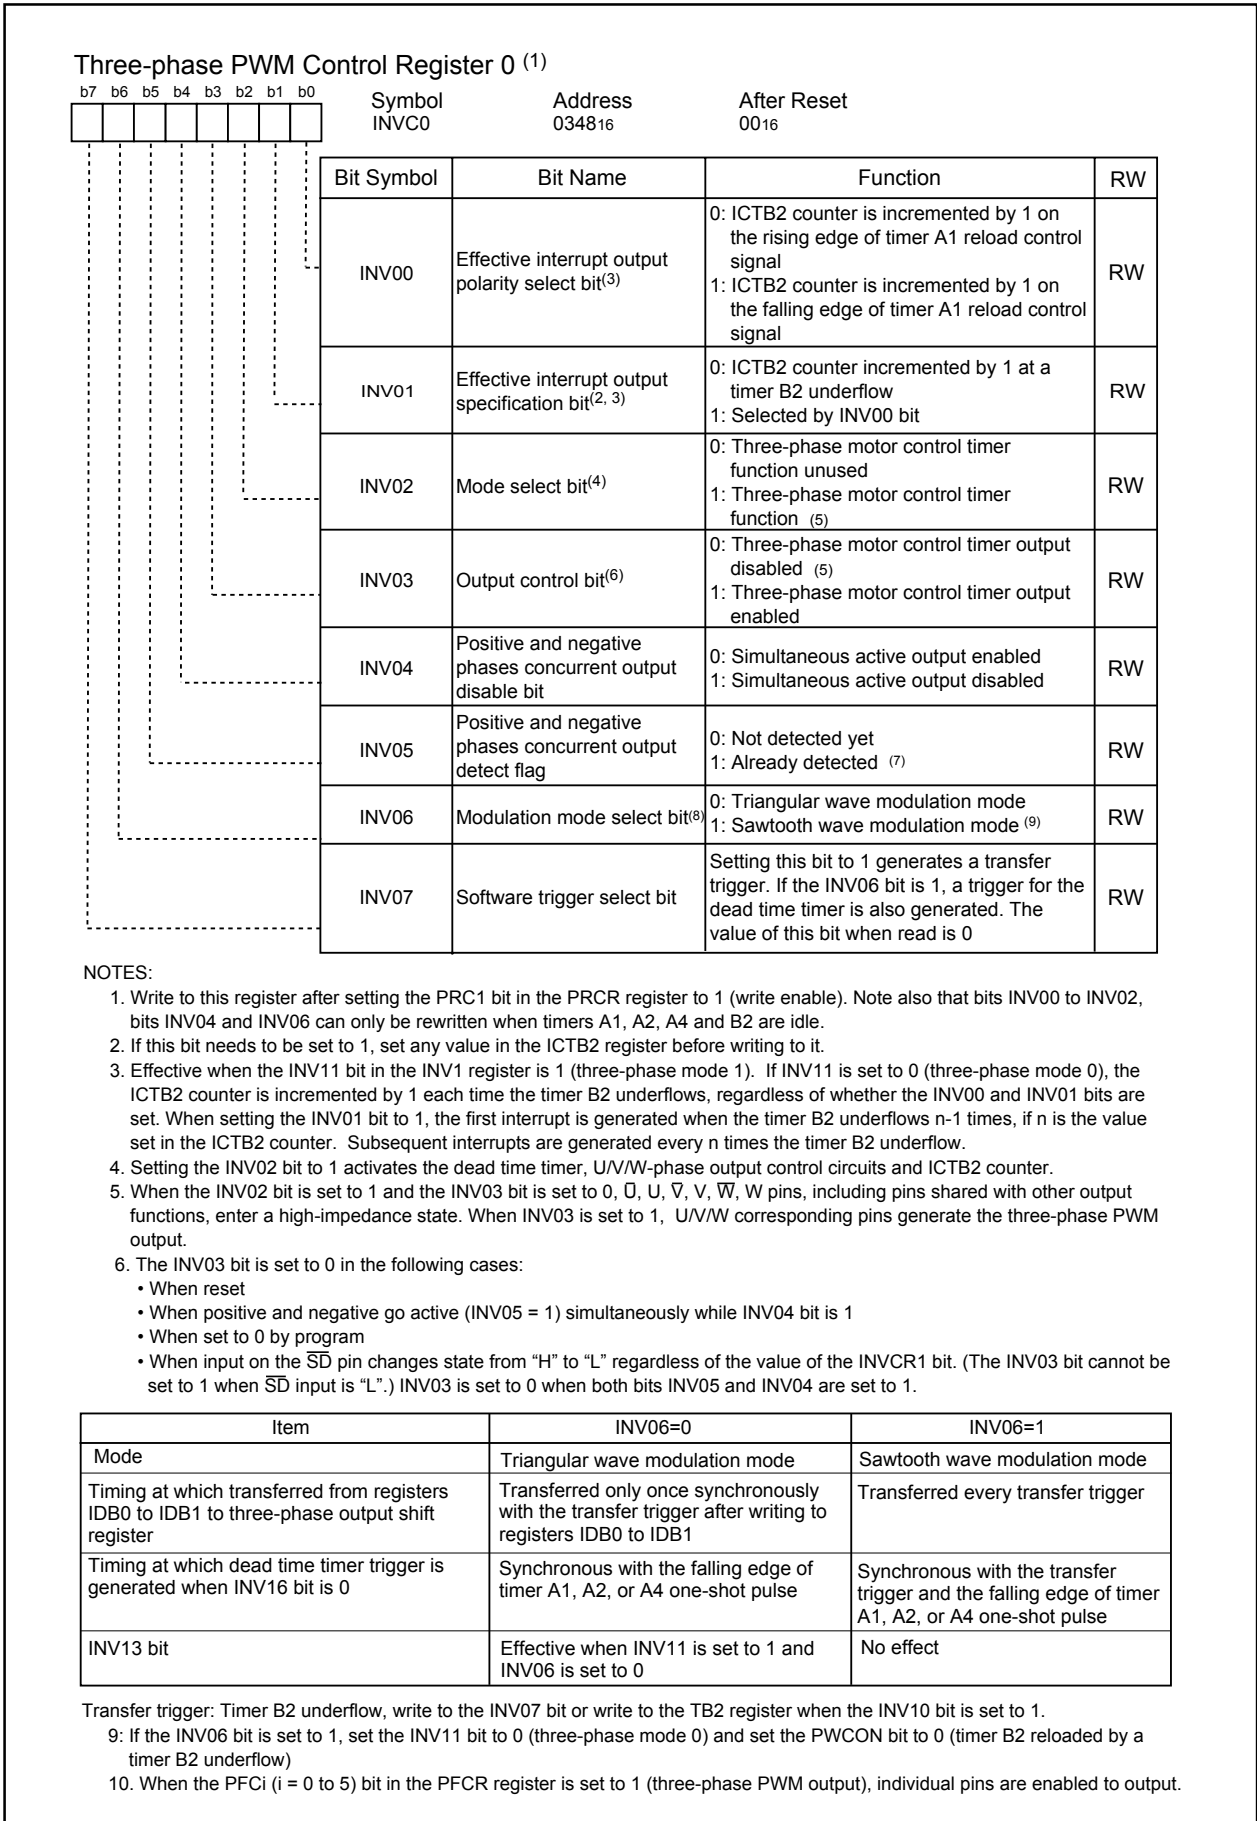 Three-phase PWM Control Register 0 (1)
b7 b6 b5 b4 b3 b2 b1 b0
Symbol Address After Reset
INVC0 034816 0016
Bit Symbol Bit Name Function RW
INV00
Effective interrupt output
polarity select bit(3)
0: ICTB2 counter is incremented by 1 on
the rising edge of timer A1 reload control
signal
1: ICTB2 counter is incremented by 1 on
the falling edge of timer A1 reload control
signal
RW
INV01
Effective interrupt output
specification bit(2, 3)
0: ICTB2 counter incremented by 1 at a
timer B2 underflow
1: Selected by INV00 bit
RW
INV02
Mode select bit(4)
0: Three-phase motor control timer
function unused
1: Three-phase motor control timer
function (5)
RW
INV03
Output control bit(6)
0: Three-phase motor control timer output
disabled (5)
1: Three-phase motor control timer output
enabled
RW
INV04
Positive and negative
phases concurrent output
disable bit
0: Simultaneous active output enabled
1: Simultaneous active output disabled
RW
INV05
Positive and negative
phases concurrent output
detect flag
0: Not detected yet
1: Already detected (7)
RW
INV06
Modulation mode select bit(8)
0: Triangular wave modulation mode
1: Sawtooth wave modulation mode (9)
RW
INV07
Software trigger select bit
Setting this bit to 1 generates a transfer
trigger. If the INV06 bit is 1, a trigger for the
dead time timer is also generated. The
value of this bit when read is 0
RW
NOTES:
1. Write to this register after setting the PRC1 bit in the PRCR register to 1 (write enable). Note also that bits INV00 to INV02,
bits INV04 and INV06 can only be rewritten when timers A1, A2, A4 and B2 are idle.
2. If this bit needs to be set to 1, set any value in the ICTB2 register before writing to it.
3. Effective when the INV11 bit in the INV1 register is 1 (three-phase mode 1). If INV11 is set to 0 (three-phase mode 0), the
ICTB2 counter is incremented by 1 each time the timer B2 underflows, regardless of whether the INV00 and INV01 bits are
set. When setting the INV01 bit to 1, the first interrupt is generated when the timer B2 underflows n-1 times, if n is the value
set in the ICTB2 counter. Subsequent interrupts are generated every n times the timer B2 underflow.
4. Setting the INV02 bit to 1 activates the dead time timer, U/V/W-phase output control circuits and ICTB2 counter.
5. When the INV02 bit is set to 1 and the INV03 bit is set to 0, U̅, U, V̅, V, W̅, W pins, including pins shared with other output
functions, enter a high-impedance state. When INV03 is set to 1, U/V/W corresponding pins generate the three-phase PWM
output.
6. The INV03 bit is set to 0 in the following cases:
• When reset
• When positive and negative go active (INV05 = 1) simultaneously while INV04 bit is 1
• When set to 0 by program
• When input on the S̅D̅ pin changes state from “H” to “L” regardless of the value of the INVCR1 bit. (The INV03 bit cannot be
set to 1 when S̅D̅ input is “L”.) INV03 is set to 0 when both bits INV05 and INV04 are set to 1.
Item INV06=0 INV06=1
Mode Triangular wave modulation mode Sawtooth wave modulation mode
Timing at which transferred from registers
IDB0 to IDB1 to three-phase output shift
register
Transferred only once synchronously
with the transfer trigger after writing to
registers IDB0 to IDB1
Transferred every transfer trigger
Timing at which dead time timer trigger is
generated when INV16 bit is 0
Synchronous with the falling edge of
timer A1, A2, or A4 one-shot pulse
Synchronous with the transfer
trigger and the falling edge of timer
A1, A2, or A4 one-shot pulse
INV13 bit
Effective when INV11 is set to 1 and
INV06 is set to 0
No effect
Transfer trigger: Timer B2 underflow, write to the INV07 bit or write to the TB2 register when the INV10 bit is set to 1.
9: If the INV06 bit is set to 1, set the INV11 bit to 0 (three-phase mode 0) and set the PWCON bit to 0 (timer B2 reloaded by a
timer B2 underflow)
10. When the PFCi (i = 0 to 5) bit in the PFCR register is set to 1 (three-phase PWM output), individual pins are enabled to output.